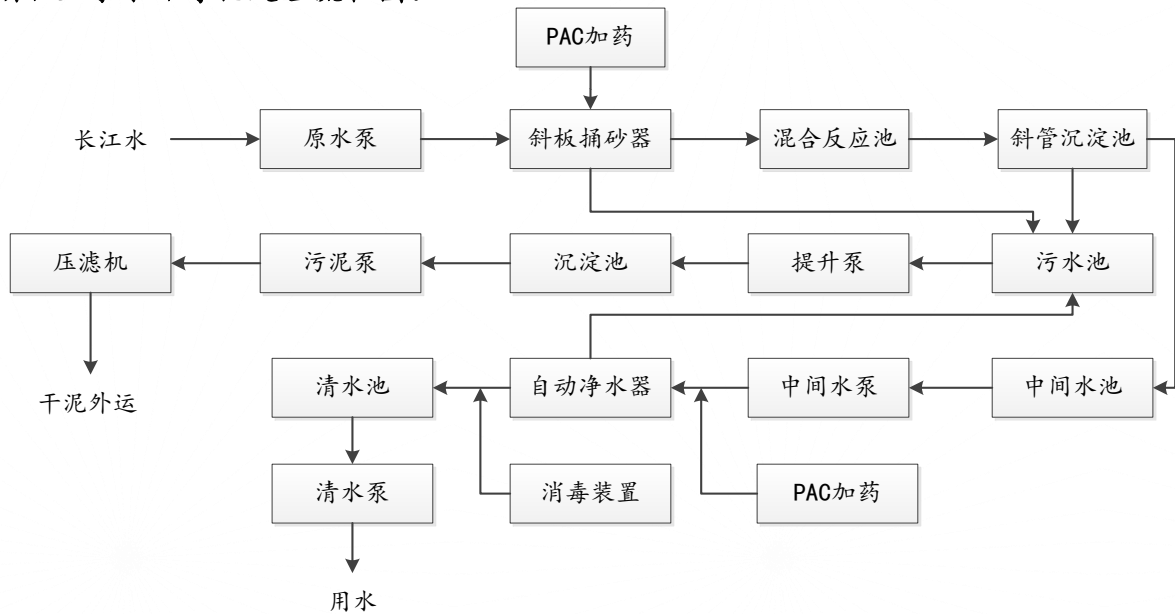 PAC加药
长江水
原水泵
斜板捅砂器
混合反应池
斜管沉淀池
压滤机
污泥泵
沉淀池
提升泵
污水池
清水池
自动净水器
中间水泵
中间水池
干泥外运
清水泵
消毒装置
PAC加药
用水